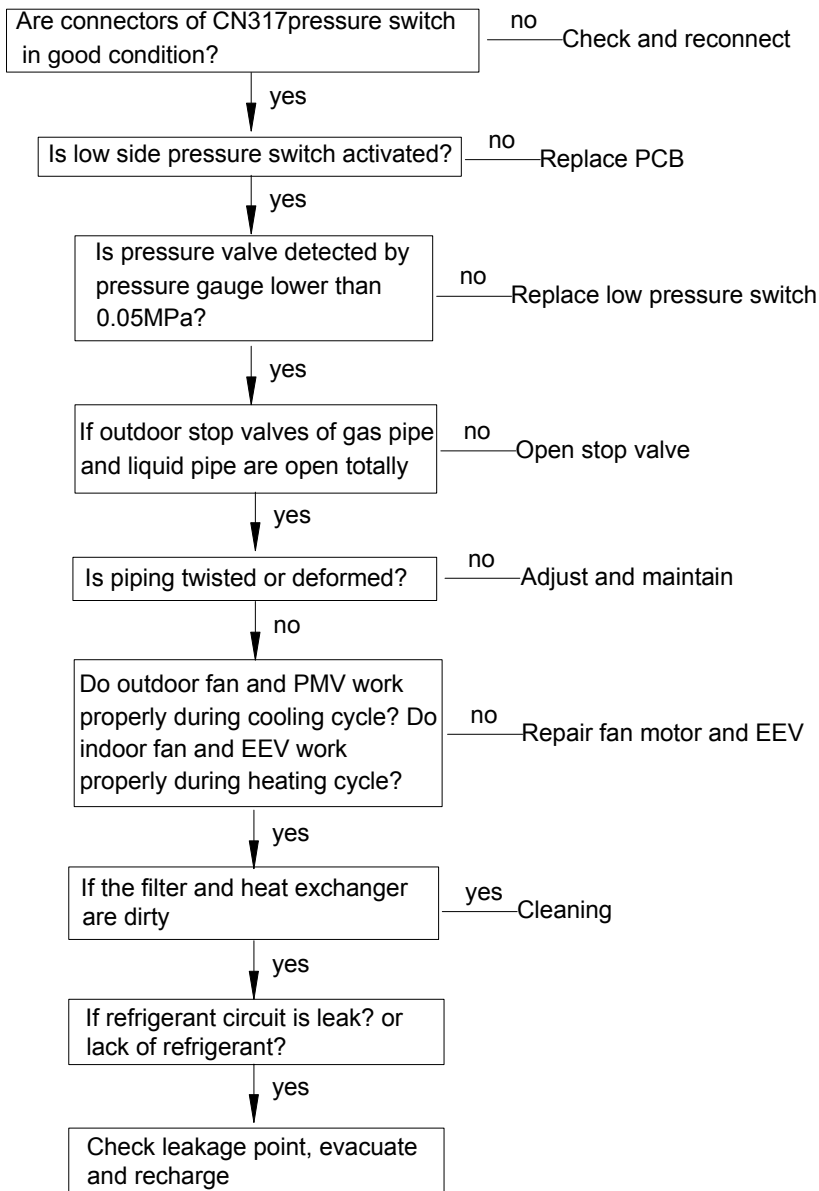 Are connectors of CN317pressure switch
in good condition?
no
Check and reconnect
yes
Is low side pressure switch activated?
no
Replace PCB
yes
Is pressure valve detected by
pressure gauge lower than
0.05MPa?
no
Replace low pressure switch
yes
If outdoor stop valves of gas pipe
and liquid pipe are open totally
no
Open stop valve
yes
Is piping twisted or deformed?
no
Adjust and maintain
no
Do outdoor fan and PMV work
properly during cooling cycle? Do
indoor fan and EEV work
properly during heating cycle?
no
Repair fan motor and EEV
yes
If the filter and heat exchanger
are dirty
yes
Cleaning
yes
If refrigerant circuit is leak? or
lack of refrigerant?
yes
Check leakage point, evacuate
and recharge